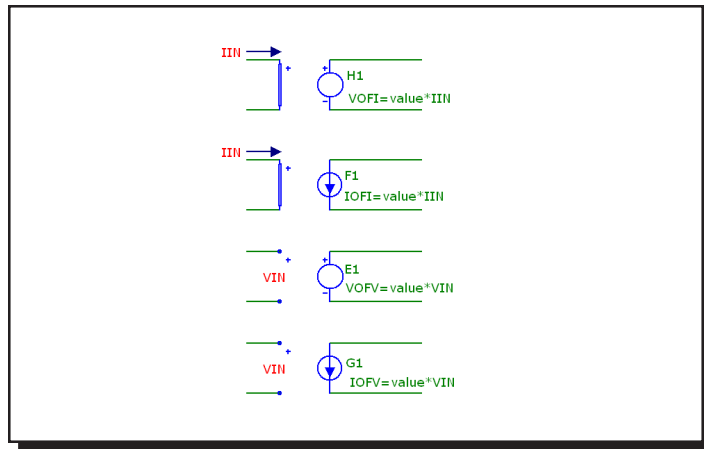 IIN
+ + H1
- VOFI=value*IIN
IIN
+ F1
IOFI=value*IIN
+ + E1
VIN
- VOFV=value*VIN
+ G1
VIN
IOFV=value*VIN